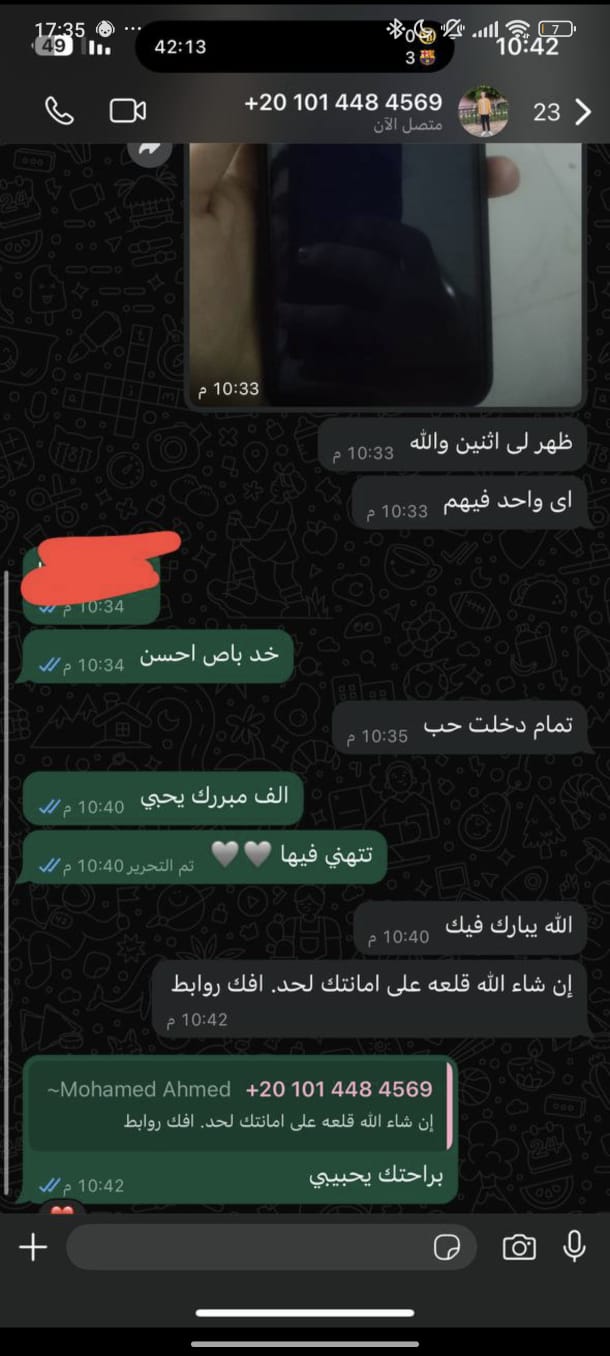 17:35
7
49
42:13
0
3
10:42
+20 101 448 4569
متصل الآن
23
10:33 م
ظهر لى اثنين والله
10:33 م
اى واحد فيهم
10:33 م
10:34 م
خد باص احسن
10:34 م
تمام دخلت حب
10:35 م
الف مبررك يحبي
10:40 م
تتهني فيها 🩶🩶
تم التحرير 10:40 م
الله يبارك فيك
10:40 م
إن شاء الله قلعه على امانتك لحد. افك روابط
10:42 م
~Mohamed Ahmed +20 101 448 4569
إن شاء الله قلعه على امانتك لحد. افك روابط
براحتك يحبيبي
10:42 م